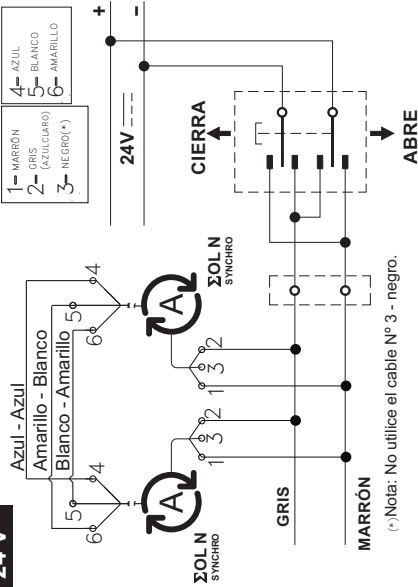 24 V
1 - MARRÓN
2 - GRIS
(AZULCLARO)
3 - NEGRO(*)
4 - AZUL
5 - BLANCO
6 - AMARILLO
Azul - Azul
Amarillo - Blanco
Blanco - Amarillo
6
5
4
6
5
4
A
ΣOL N
SYNCHRO
A
ΣOL N
SYNCHRO
1
3
2
1
3
2
24V
+
-
CIERRA
ABRE
GRIS
MARRÓN
(*)Nota: No utilice el cable Nº 3 - negro.